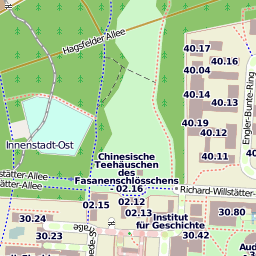 Hagsfelder Allee
40.17
40.16
40.04
40.14
40.13
Engler-Bunte-Ring
40.19
40.12
40.11
Innenstadt-Ost
Chinesische
Teehäuschen
des
Fasanenschlösschens
stätter-Allee
ätter-Allee
Richard-Willstätter-
02.16
02.15
02.12
02.13
Institut
für Geschichte
30.24
30.23
30.80
30.42
Aud